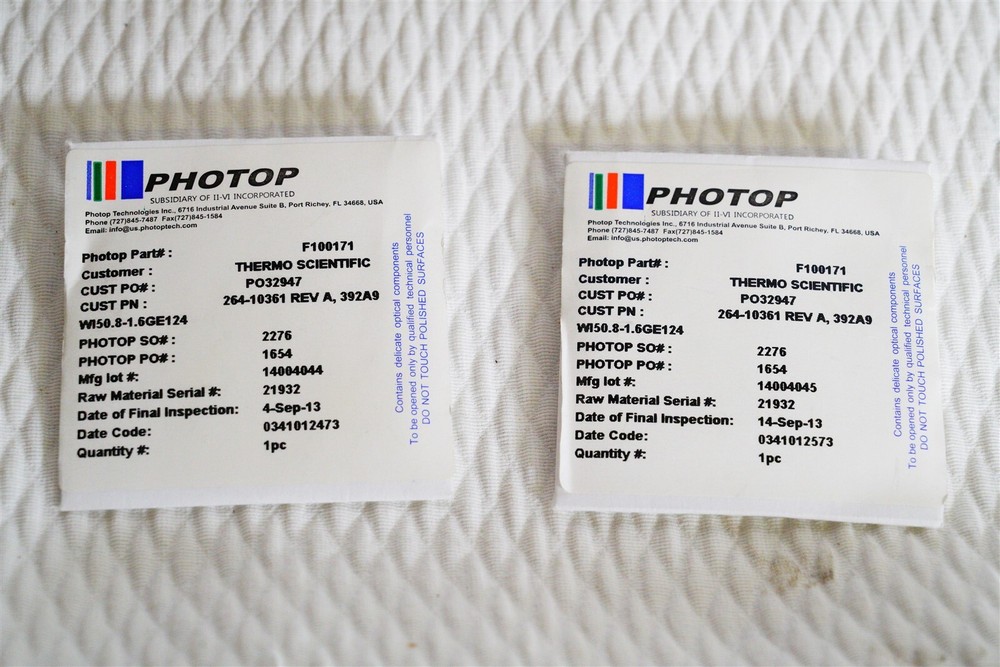 PHOTOP
SUBSIDIARY OF II-VI INCORPORATED
Photop Technologies Inc., 6716 Industrial Avenue Suite B, Port Richey, FL 34668, USA
Phone (727)845-7487 Fax(727)845-1584
Email: info@us.photoptech.com
Photop Part# : F100171
Customer : THERMO SCIENTIFIC
CUST PO# : PO32947
CUST PN : 264-10361 REV A, 392A9
WI50.8-1.6GE124
PHOTOP SO# : 2276
PHOTOP PO# : 1654
Mfg lot #: 14004044
Raw Material Serial #: 21932
Date of Final Inspection: 4-Sep-13
Date Code: 0341012473
Quantity #: 1pc
Contains delicate optical components
To be opened only by qualified technical personnel
DO NOT TOUCH POLISHED SURFACES
PHOTOP
SUBSIDIARY OF II-VI INCORPORATED
Photop Technologies Inc., 6716 Industrial Avenue Suite B, Port Richey, FL 34668, USA
Phone (727)845-7487 Fax(727)845-1584
Email: info@us.photoptech.com
Photop Part# : F100171
Customer : THERMO SCIENTIFIC
CUST PO# : PO32947
CUST PN : 264-10361 REV A, 392A9
WI50.8-1.6GE124
PHOTOP SO# : 2276
PHOTOP PO# : 1654
Mfg lot #: 14004045
Raw Material Serial #: 21932
Date of Final Inspection: 14-Sep-13
Date Code: 0341012573
Quantity #: 1pc
Contains delicate optical components
To be opened only by qualified technical personnel
DO NOT TOUCH POLISHED SURFACES